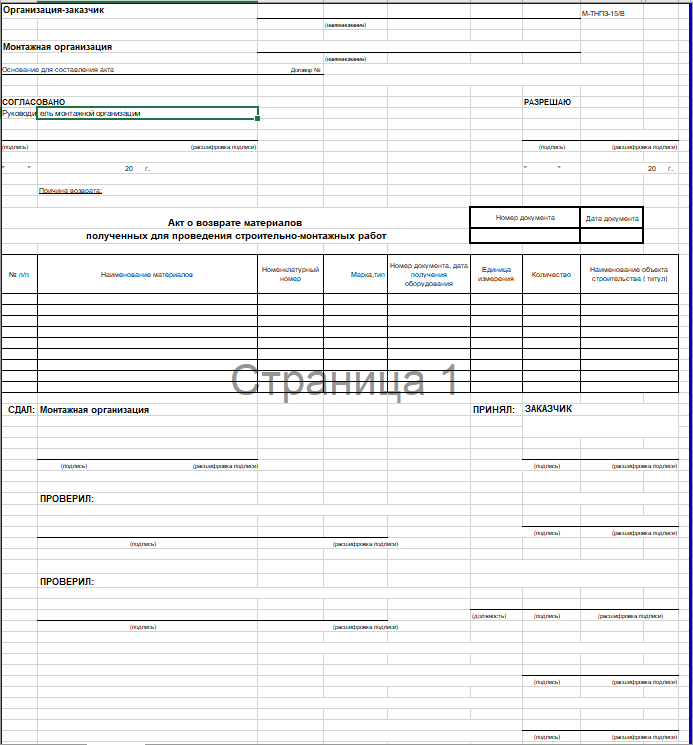 Организация-заказчик
М-ТНПЗ-15/В
(наименование)
Монтажная организация
(наименование)
Основание для составления акта Договор №
СОГЛАСОВАНО РАЗРЕШАЮ
Руководитель монтажной организации
(подпись) (расшифровка подписи) (подпись) (расшифровка подписи)
" " 20 г. " " 20 г.
Причина возврата:
Номер документа Дата документа
Акт о возврате материалов
полученных для проведения строительно-монтажных работ
№ п/п Наименование материалов Номенклатурный номер Марка,тип Номер документа, дата получения оборудования Единица измерения Количество Наименование объекта строительства ( титул)
Страница 1
СДАЛ: Монтажная организация ПРИНЯЛ: ЗАКАЗЧИК
(подпись) (расшифровка подписи) (подпись) (расшифровка подписи)
ПРОВЕРИЛ:
(подпись) (расшифровка подписи)
(подпись) (расшифровка подписи)
ПРОВЕРИЛ:
(должность) (подпись) (расшифровка подписи)
(подпись) (расшифровка подписи)
(подпись) (расшифровка подписи)
(подпись) (расшифровка подписи)